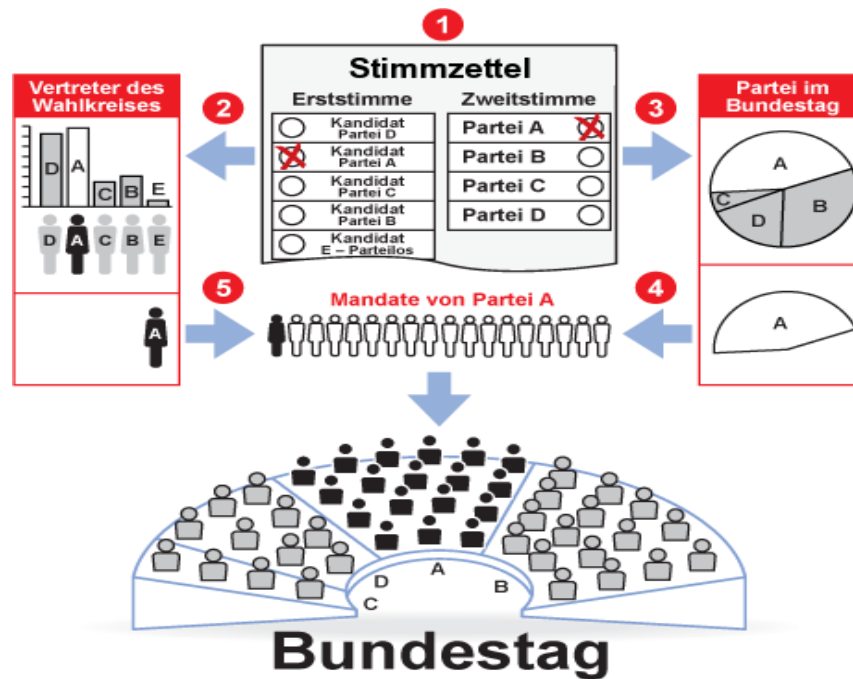 1
Stimmzettel
Erststimme
Kandidat
Partei D
Kandidat
Partei A
Kandidat
Partei C
Kandidat
Partei B
Kandidat
E – Parteilos
Zweitstimme
Partei A
Partei B
Partei C
Partei D
2
Vertreter des
Wahlkreises
D A C B E
D A C B E
A
3
Partei im
Bundestag
A
C
D
B
4
A
5
Mandate von Partei A
D
A
B
C
Bundestag